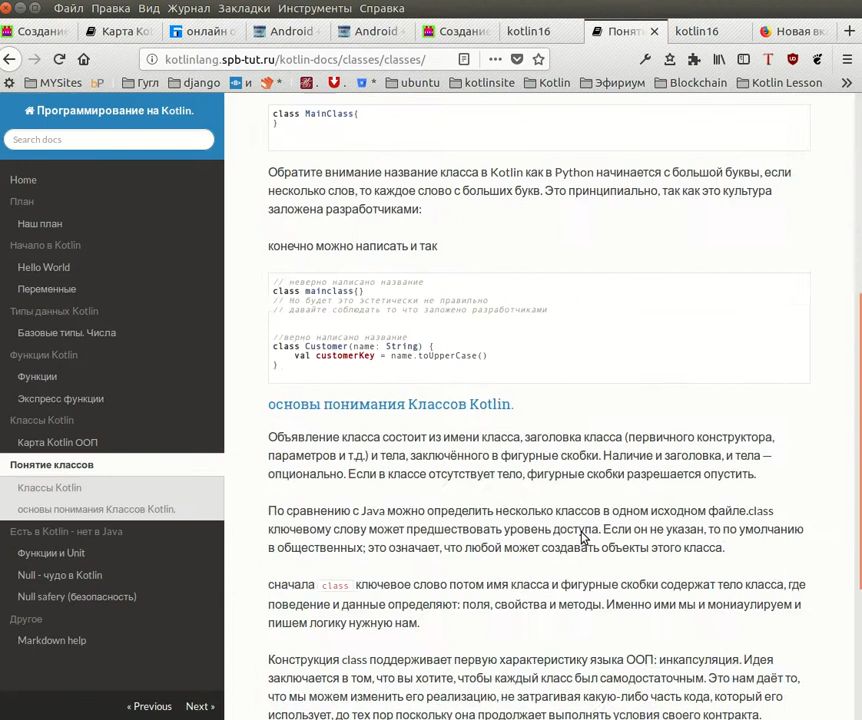 Файл Правка Вид Журнал Закладки Инструменты Справка
Создани Карта Ko онлайн о Android Android Создание kotlin16 Понять kotlin16 Новая вк
kotlinlang.spb-tut.ru/kotlin-docs/classes/classes/
MYSites Гугл django и . . Android ubuntu kotlinsite Kotlin Эфириум Blockchain Kotlin Lesson
Программирование на Kotlin.
Search docs
Home
План
Наш план
Начало в Kotlin
Hello World
Переменные
Типы данных Kotlin
Базовые типы. Числа
Функции Kotlin
Функции
Экспресс функции
Классы Kotlin
Карта Kotlin ООП
Понятие классов
Классы Kotlin
основы понимания Классов Kotlin.
Есть в Kotlin - нет в Java
Функции и Unit
Null - чудо в Kotlin
Null safery (безопасность)
Другое
Markdown help
« Previous Next »
class MainClass{
}
Обратите внимание название класса в Kotlin как в Python начинается с большой буквы, если
несколько слов, то каждое слово с больших букв. Это принципиально, так как это культура
заложена разработчиками:
конечно можно написать и так
// неверно написано название
class mainclass{}
// Но будет это эстетически не правильно
// давайте соблюдать то что заложено разработчиками
//верно написано название
class Customer(name: String) {
val customerKey = name.toUpperCase()
}
основы понимания Классов Kotlin.
Объявление класса состоит из имени класса, заголовка класса (первичного конструктора,
параметров и т.д.) и тела, заключённого в фигурные скобки. Наличие и заголовка, и тела —
опционально. Если в классе отсутствует тело, фигурные скобки разрешается опустить.
По сравнению с Java можно определить несколько классов в одном исходном файле.class
ключевому слову может предшествовать уровень доступа. Если он не указан, то по умолчанию
в общественных; это означает, что любой может создавать объекты этого класса.
сначала class ключевое слово потом имя класса и фигурные скобки содержат тело класса, где
поведение и данные определяют: поля, свойства и методы. Именно ими мы и мониаулируем и
пишем логику нужную нам.
Конструкция class поддерживает первую характеристику языка ООП: инкапсуляция. Идея
заключается в том, что вы хотите, чтобы каждый класс был самодостаточным. Это нам даёт то,
что мы можем изменить его реализацию, не затрагивая какую-либо часть кода, который его
использует, до тех пор поскольку она продолжает выполнять условия своего контракта.